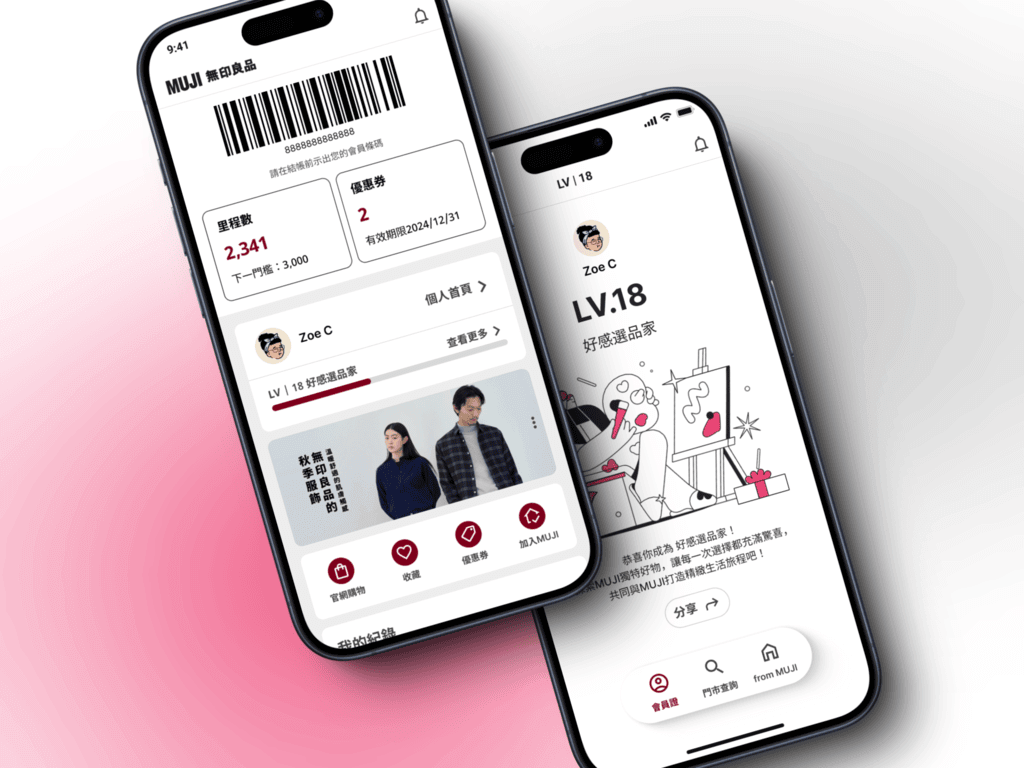 9:41
MUJI 無印良品
8888888888888
請在結帳前示出您的會員條碼
里程數
2,341
下一門檻：3,000
優惠券
2
有效期限2024/12/31
個人首頁
Zoe C
查看更多
LV｜18 好感選品家
溫暖舒適的肌膚觸感
無印良品的
秋季服飾
官網購物
收藏
優惠券
加入MUJI
我的紀錄
LV｜18
Zoe C
LV.18
好感選品家
恭喜你成為 好感選品家！
MUJI獨特好物，讓每一次選擇都充滿驚喜，
共同與MUJI打造精緻生活旅程吧！
分享
會員證
門市查詢
from MUJI